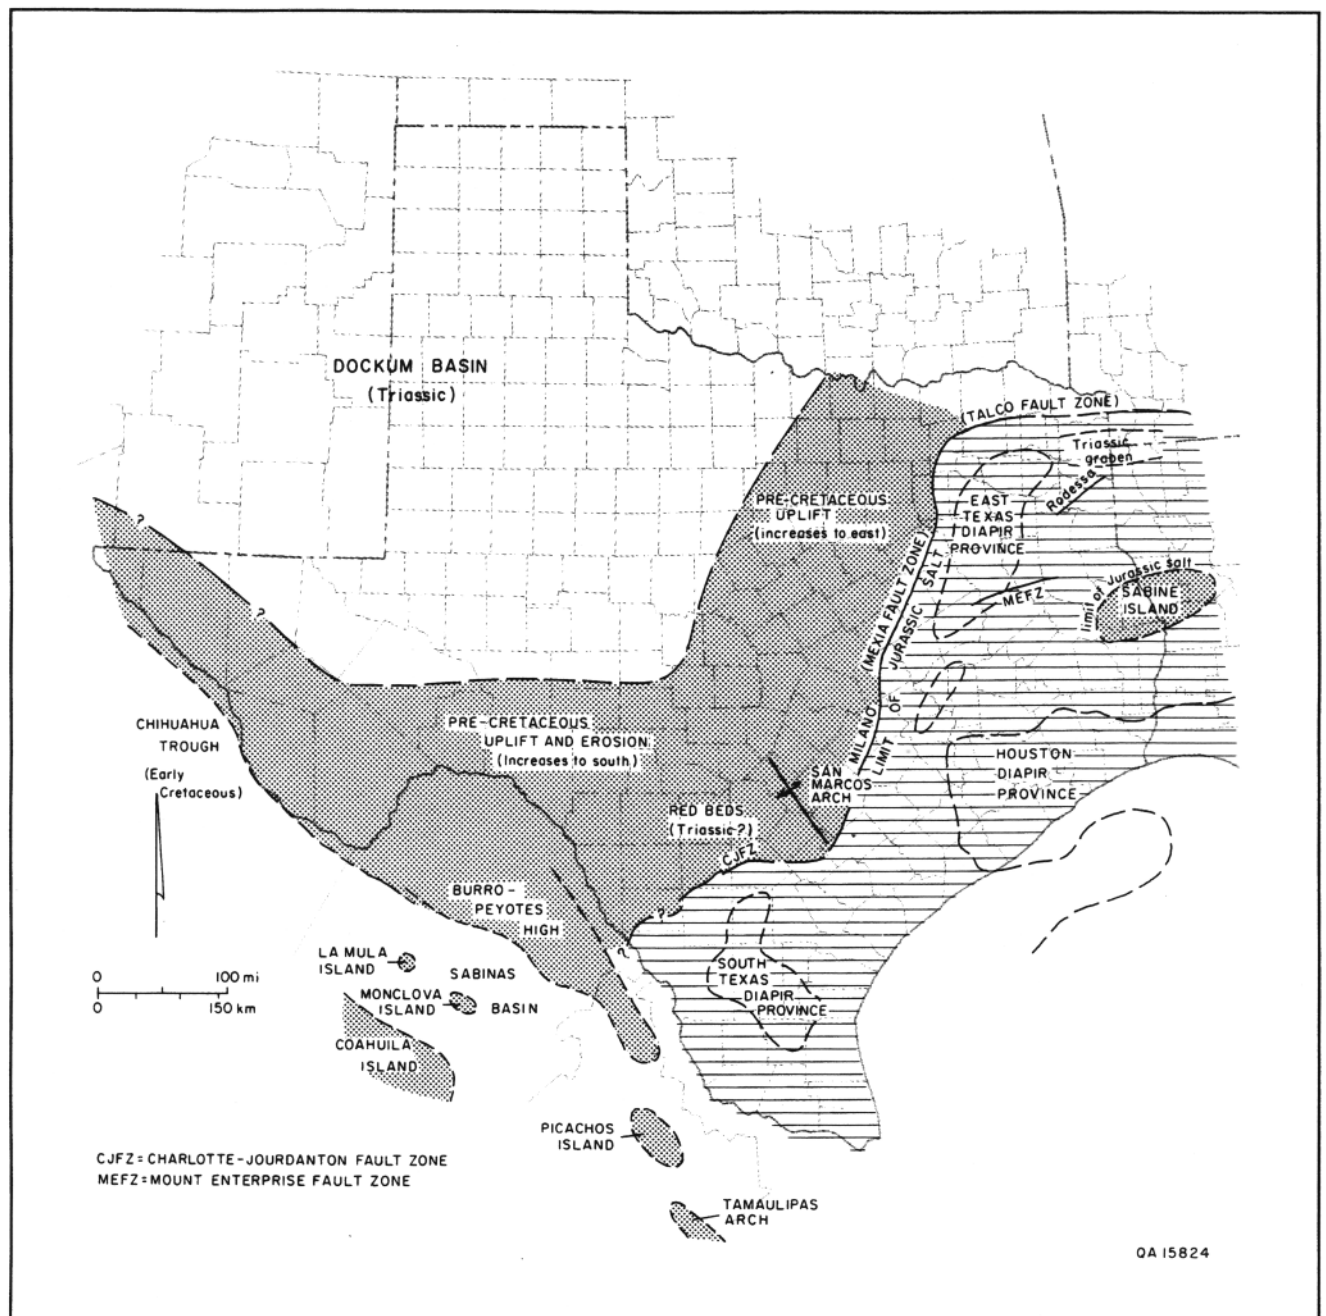 DOCKUM BASIN
(Triassic)
(TALCO FAULT ZONE)
Triassic
graben
Rodessa
PRE-CRETACEOUS
UPLIFT
(increases to east)
EAST
TEXAS
DIAPIR
PROVINCE
(MEXIA FAULT ZONE)
MILANO
LIMIT OF JURASSIC SALT
MEFZ
limit of Jurassic salt
SABINE
ISLAND
?
?
CHIHUAHUA
TROUGH
(Early
Cretaceous)
PRE-CRETACEOUS
UPLIFT AND EROSION
(Increases to south)
SAN
MARCOS
ARCH
HOUSTON
DIAPIR
PROVINCE
RED BEDS
(Triassic?)
CJFZ
?
?
BURRO-
PEYOTES
HIGH
LA MULA
ISLAND
SABINAS
BASIN
MONCLOVA
ISLAND
COAHUILA
ISLAND
SOUTH
TEXAS
DIAPIR
PROVINCE
0 100 mi
0 150 km
PICACHOS
ISLAND
TAMAULIPAS
ARCH
CJFZ=CHARLOTTE-JOURDANTON FAULT ZONE
MEFZ=MOUNT ENTERPRISE FAULT ZONE
QA 15824